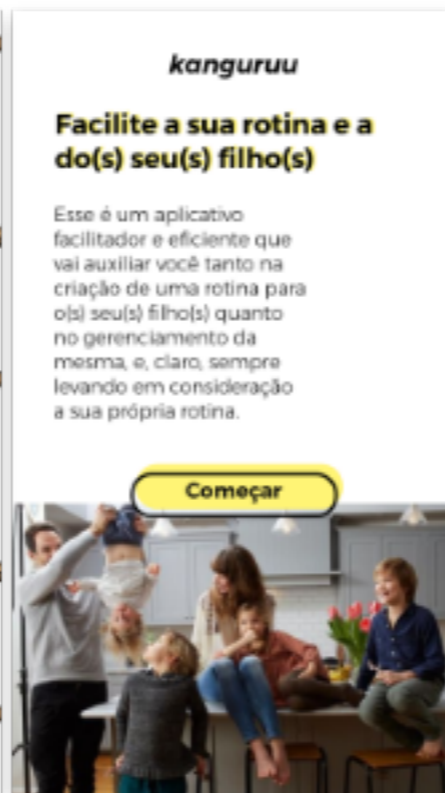 kanguruu
Facilite a sua rotina e a
do(s) seu(s) filho(s)
Esse é um aplicativo
facilitador e eficiente que
vai auxiliar você tanto na
criação de uma rotina para
o(s) seu(s) filho(s) quanto
no gerenciamento da
mesma, e, claro, sempre
levando em consideração
a sua própria rotina.
Começar